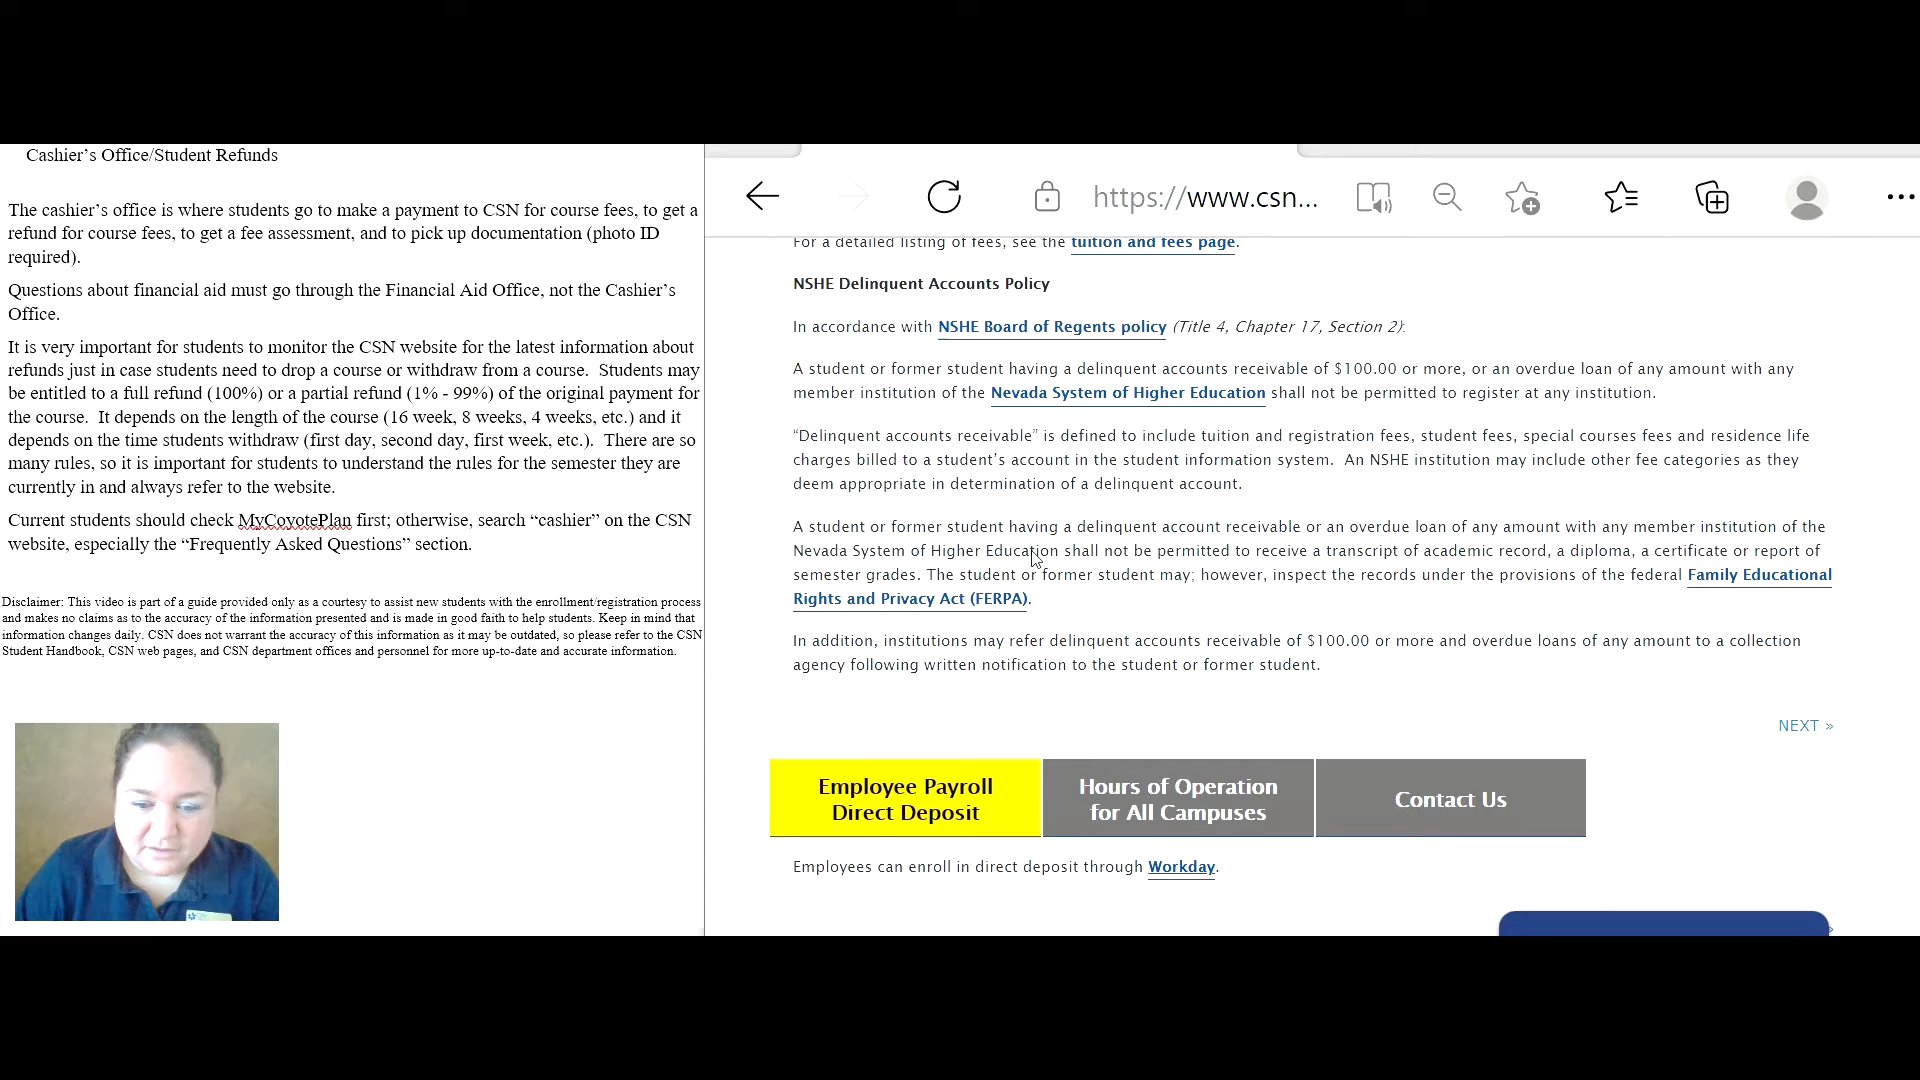 Cashier’s Office/Student Refunds
The cashier’s office is where students go to make a payment to CSN for course fees, to get a
refund for course fees, to get a fee assessment, and to pick up documentation (photo ID
required).
Questions about financial aid must go through the Financial Aid Office, not the Cashier’s
Office.
It is very important for students to monitor the CSN website for the latest information about
refunds just in case students need to drop a course or withdraw from a course.  Students may
be entitled to a full refund (100%) or a partial refund (1% - 99%) of the original payment for
the course.  It depends on the length of the course (16 week, 8 weeks, 4 weeks, etc.) and it
depends on the time students withdraw (first day, second day, first week, etc.).  There are so
many rules, so it is important for students to understand the rules for the semester they are
currently in and always refer to the website.
Current students should check MyCoyotePlan first; otherwise, search “cashier” on the CSN
website, especially the “Frequently Asked Questions” section.
Disclaimer: This video is part of a guide provided only as a courtesy to assist new students with the enrollment/registration process
and makes no claims as to the accuracy of the information presented and is made in good faith to help students. Keep in mind that
information changes daily. CSN does not warrant the accuracy of this information as it may be outdated, so please refer to the CSN
Student Handbook, CSN web pages, and CSN department offices and personnel for more up-to-date and accurate information.
https://www.csn...
For a detailed listing of fees, see the tuition and fees page.
NSHE Delinquent Accounts Policy
In accordance with NSHE Board of Regents policy (Title 4, Chapter 17, Section 2):
A student or former student having a delinquent accounts receivable of $100.00 or more, or an overdue loan of any amount with any
member institution of the Nevada System of Higher Education shall not be permitted to register at any institution.
“Delinquent accounts receivable” is defined to include tuition and registration fees, student fees, special courses fees and residence life
charges billed to a student’s account in the student information system.  An NSHE institution may include other fee categories as they
deem appropriate in determination of a delinquent account.
A student or former student having a delinquent account receivable or an overdue loan of any amount with any member institution of the
Nevada System of Higher Education shall not be permitted to receive a transcript of academic record, a diploma, a certificate or report of
semester grades. The student or former student may; however, inspect the records under the provisions of the federal Family Educational
Rights and Privacy Act (FERPA).
In addition, institutions may refer delinquent accounts receivable of $100.00 or more and overdue loans of any amount to a collection
agency following written notification to the student or former student.
NEXT »
Employee Payroll
Direct Deposit
Hours of Operation
for All Campuses
Contact Us
Employees can enroll in direct deposit through Workday.